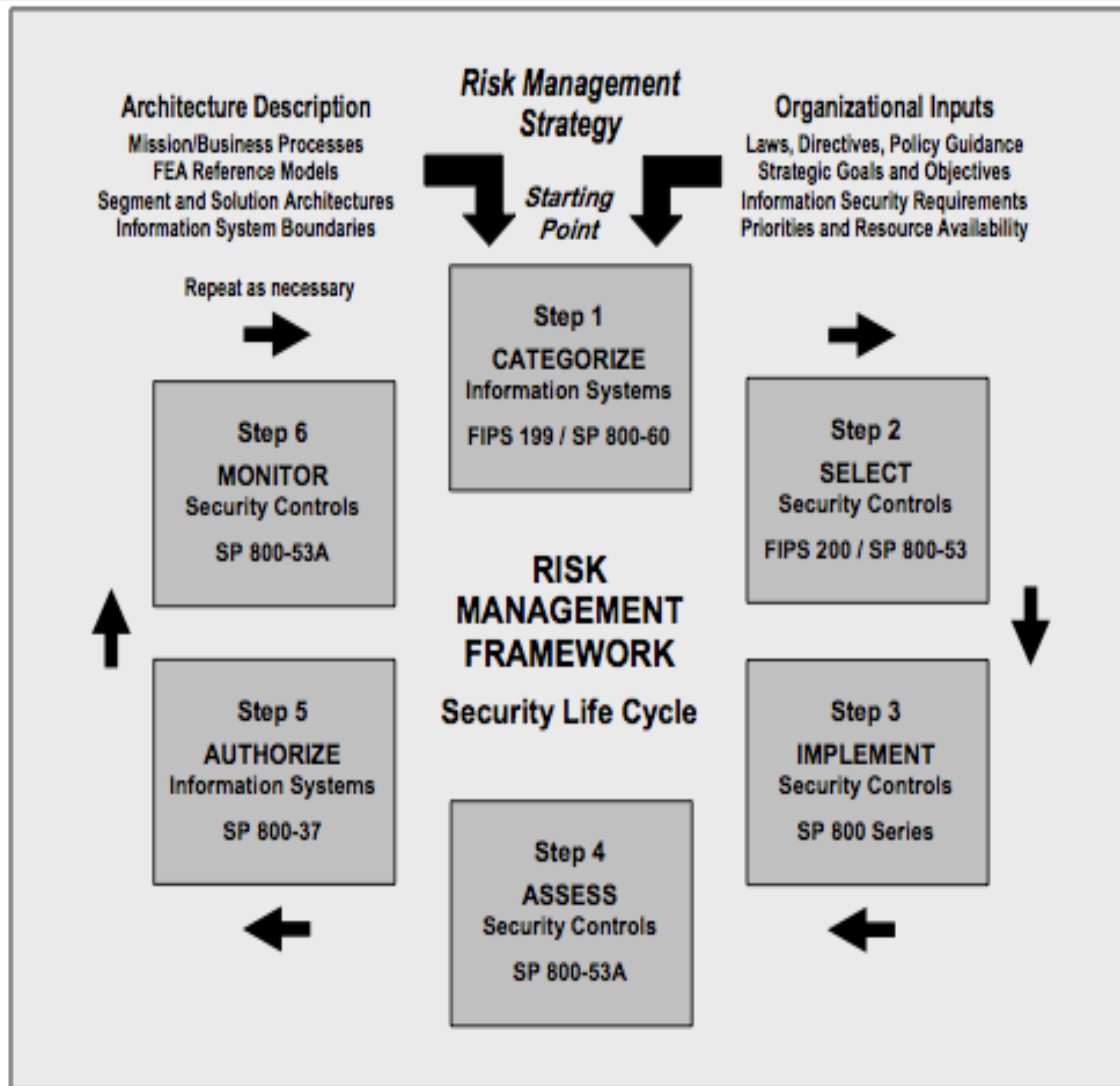 Architecture Description
Mission/Business Processes
FEA Reference Models
Segment and Solution Architectures
Information System Boundaries
Risk Management
Strategy
Starting
Point
Organizational Inputs
Laws, Directives, Policy Guidance
Strategic Goals and Objectives
Information Security Requirements
Priorities and Resource Availability
Repeat as necessary
Step 1
CATEGORIZE
Information Systems
FIPS 199 / SP 800-60
Step 2
SELECT
Security Controls
FIPS 200 / SP 800-53
Step 3
IMPLEMENT
Security Controls
SP 800 Series
Step 4
ASSESS
Security Controls
SP 800-53A
Step 5
AUTHORIZE
Information Systems
SP 800-37
Step 6
MONITOR
Security Controls
SP 800-53A
RISK
MANAGEMENT
FRAMEWORK
Security Life Cycle